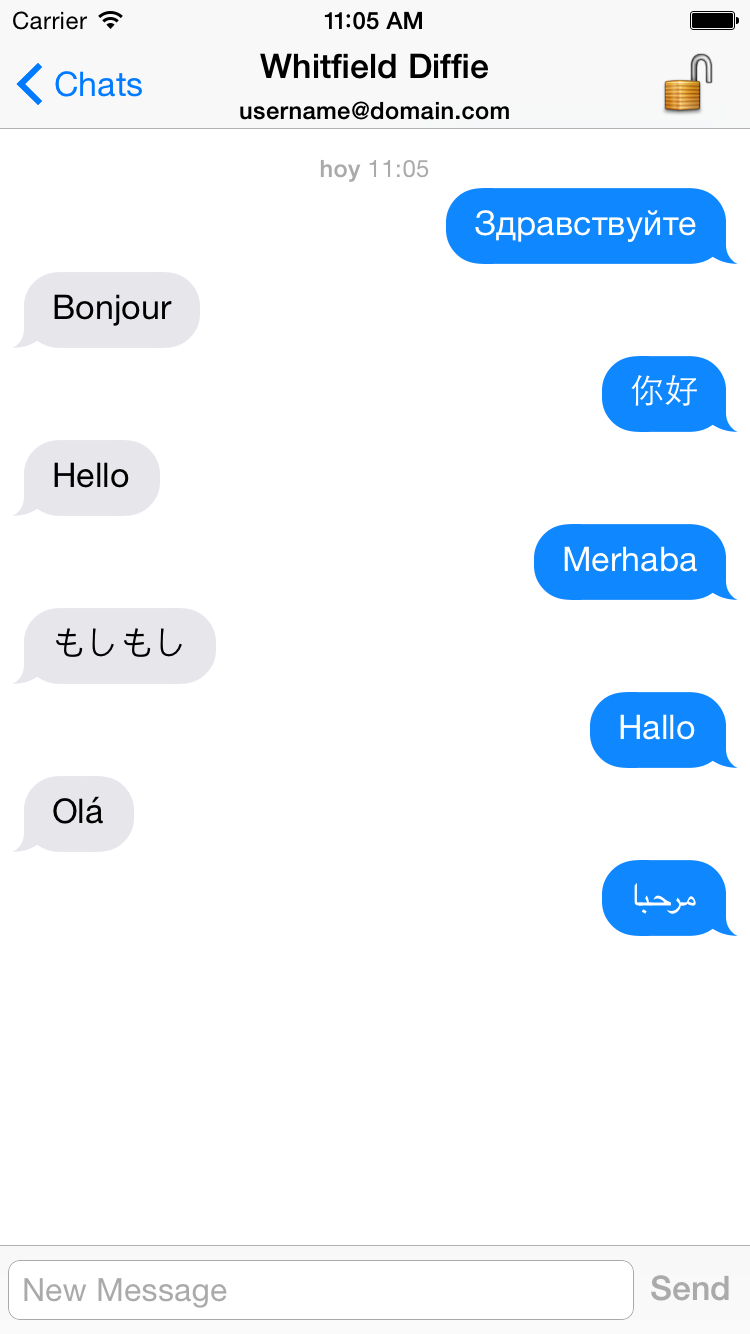 Carrier 11:05 AM
Chats
Whitfield Diffie
username@domain.com
hoy 11:05
Здравствуйте
Bonjour
你好
Hello
Merhaba
もしもし
Hallo
Olá
مرحبا
New Message
Send